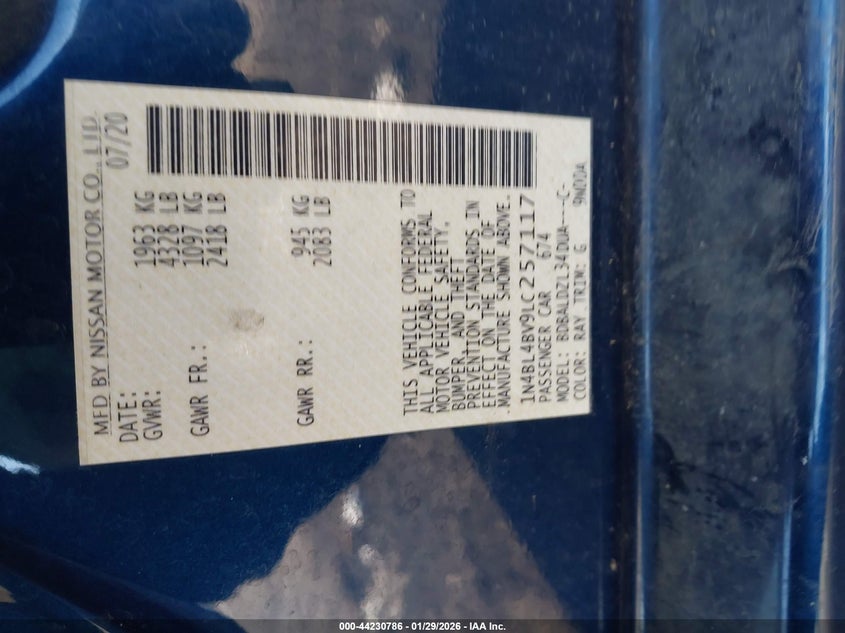 MFD BY NISSAN MOTOR CO., LTD.
DATE: 07/20
GVWR: 1963 KG
4328 LB
GAWR FR.: 1097 KG
2418 LB
GAWR RR.: 945 KG
2083 LB
THIS VEHICLE CONFORMS TO
ALL APPLICABLE FEDERAL
MOTOR VEHICLE SAFETY,
BUMPER, AND THEFT
PREVENTION STANDARDS IN
EFFECT ON THE DATE OF
MANUFACTURE SHOWN ABOVE.
1N4BL4BV9LC257117
PASSENGER CAR 674
MODEL: BDBALDZL34DUA----C-
COLOR: RAY TRIM: G 9N00A
000-44230786 - 01/29/2026 - IAA Inc.